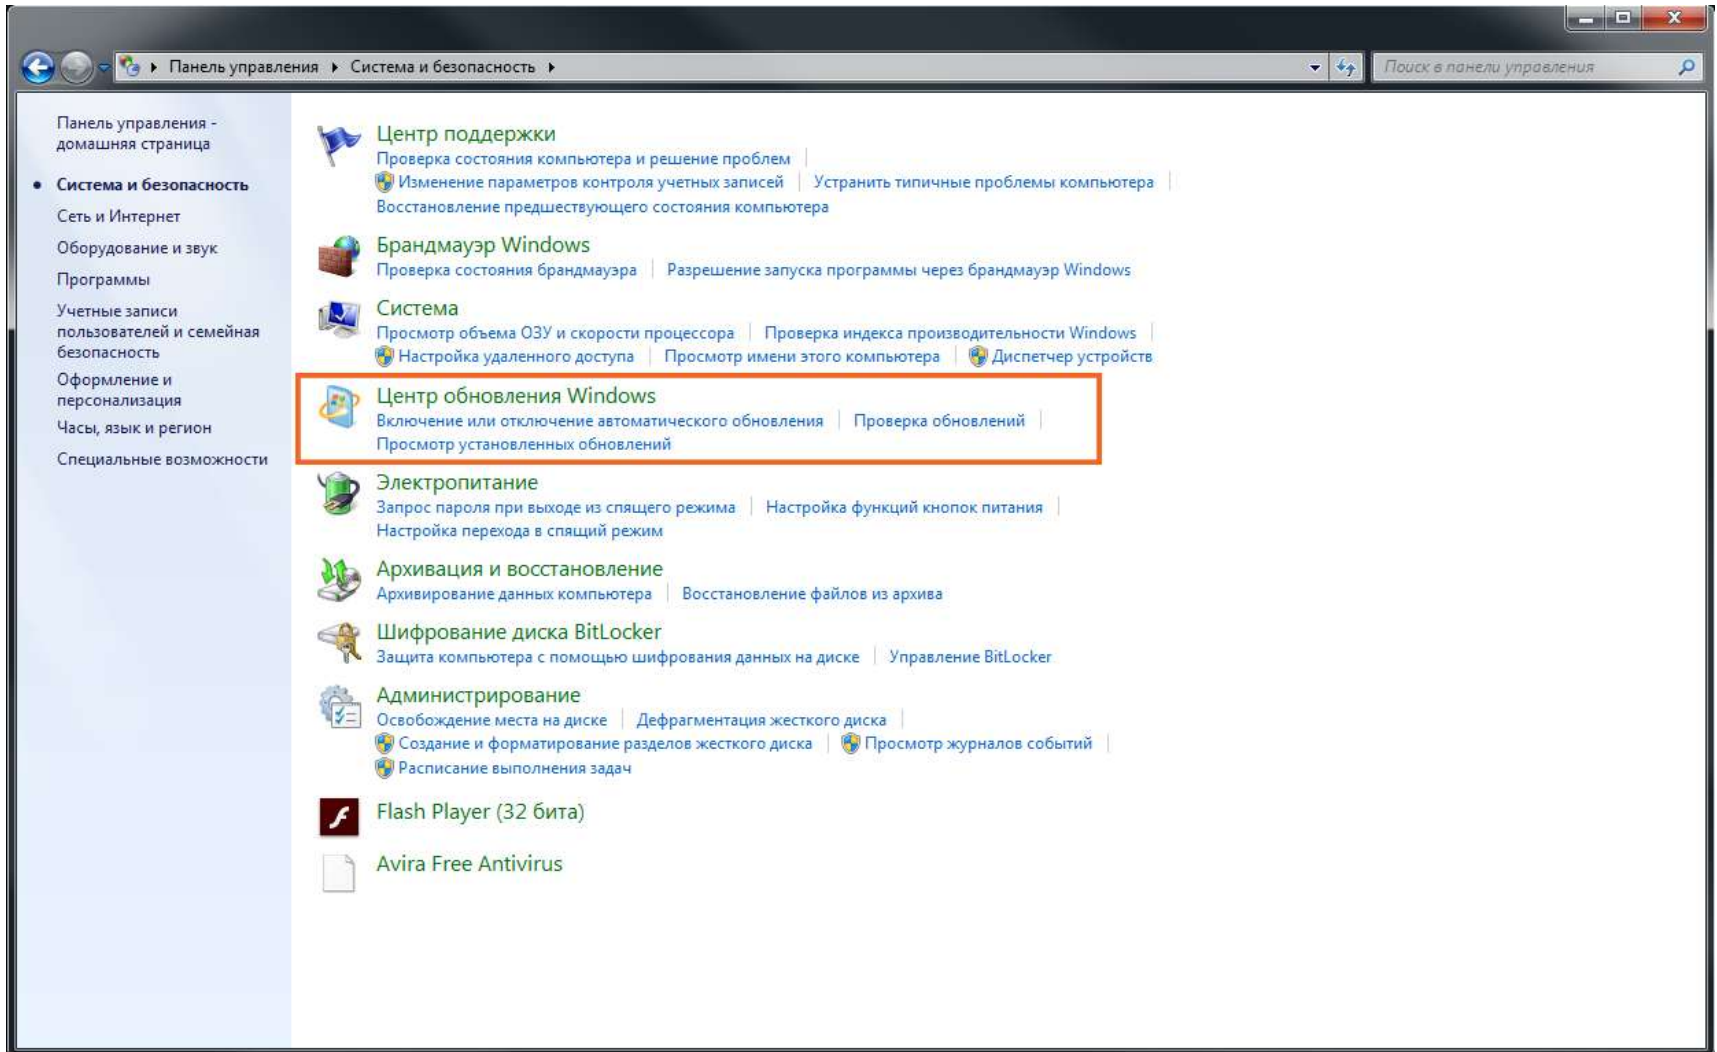 Панель управления ▸ Система и безопасность ▸
Поиск в панели управления
Панель управления -
домашняя страница
Система и безопасность
Сеть и Интернет
Оборудование и звук
Программы
Учетные записи
пользователей и семейная
безопасность
Оформление и
персонализация
Часы, язык и регион
Специальные возможности
Центр поддержки
Проверка состояния компьютера и решение проблем
Изменение параметров контроля учетных записей Устранить типичные проблемы компьютера
Восстановление предшествующего состояния компьютера
Брандмауэр Windows
Проверка состояния брандмауэра Разрешение запуска программы через брандмауэр Windows
Система
Просмотр объема ОЗУ и скорости процессора Проверка индекса производительности Windows
Настройка удаленного доступа Просмотр имени этого компьютера Диспетчер устройств
Центр обновления Windows
Включение или отключение автоматического обновления Проверка обновлений
Просмотр установленных обновлений
Электропитание
Запрос пароля при выходе из спящего режима Настройка функций кнопок питания
Настройка перехода в спящий режим
Архивация и восстановление
Архивирование данных компьютера Восстановление файлов из архива
Шифрование диска BitLocker
Защита компьютера с помощью шифрования данных на диске Управление BitLocker
Администрирование
Освобождение места на диске Дефрагментация жесткого диска
Создание и форматирование разделов жесткого диска Просмотр журналов событий
Расписание выполнения задач
Flash Player (32 бита)
Avira Free Antivirus